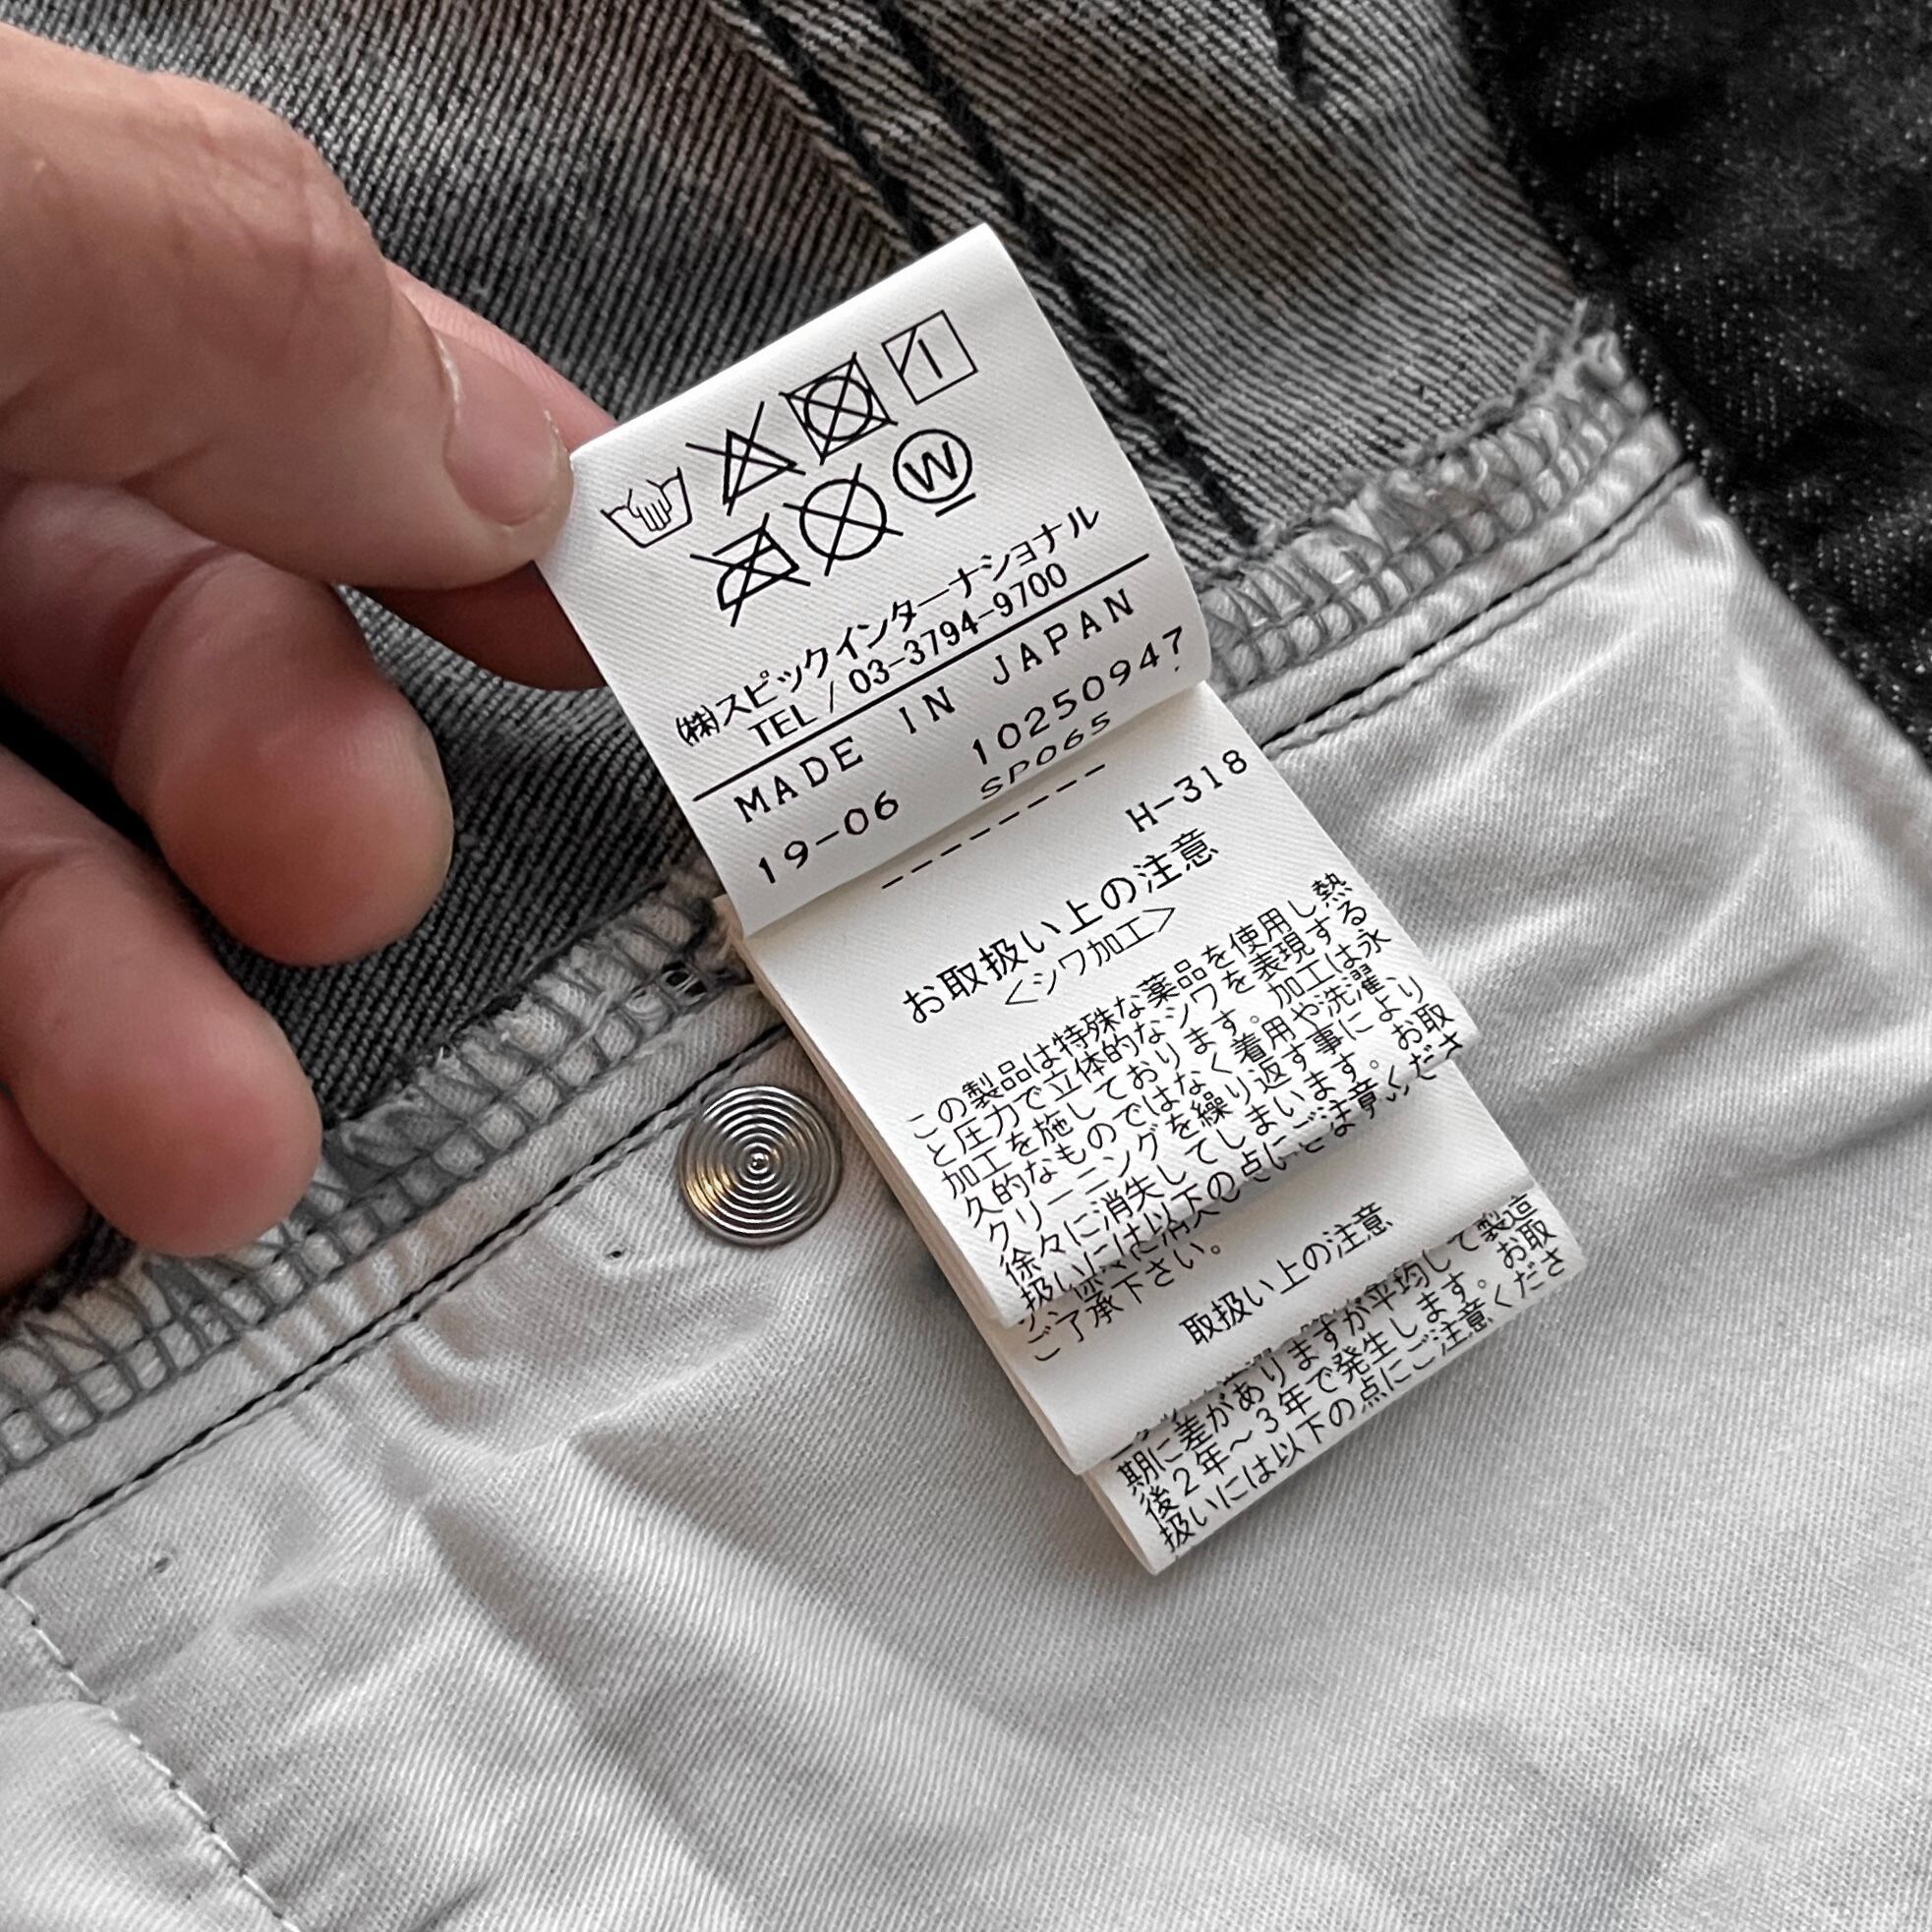 W
㈱スピックインターナショナル
TEL / 03-3794-9700
MADE IN JAPAN
19-06 10250947
SP065
--------
H-318
お取扱い上の注意
<シワ加工>
この製品は特殊な薬品を使用し熱
と圧力で立体的なシワを表現する
加工を施しております。加工は永
久的なものではなく着用や洗濯、
クリーニングを繰り返す事により
徐々に消失してしまいます。お取
扱いには以下の点にご注意くださ
ご了承下さい。
取扱い上の注意
期に差がありますが平均して製造
後2年~3年で発生します。お取
扱いには以下の点にご注意くださ